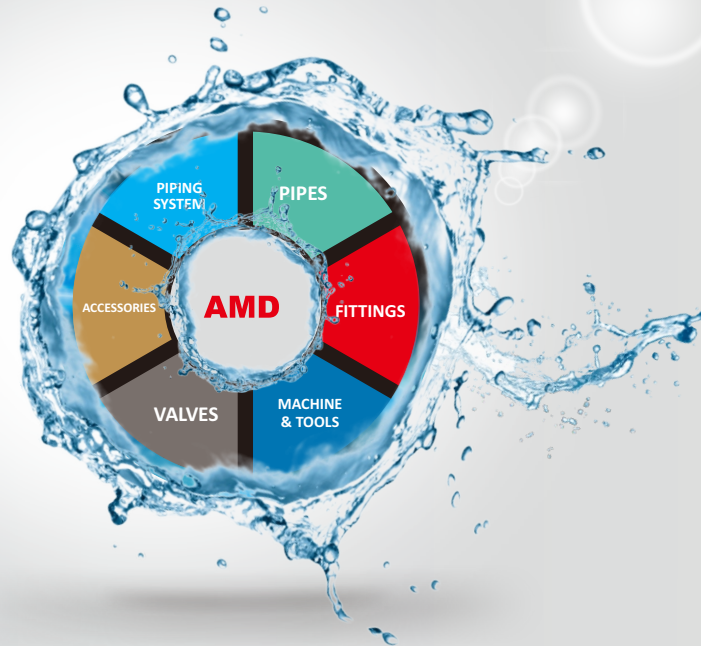 PIPING
SYSTEM
PIPES
ACCESSORIES
AMD
FITTINGS
VALVES
MACHINE
& TOOLS